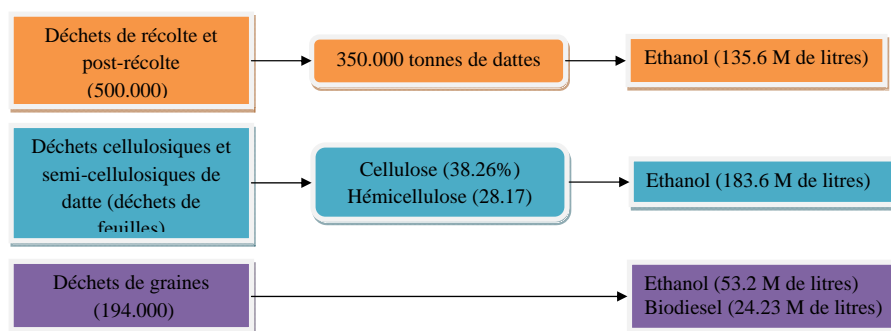 Déchets de récolte et
post-récolte
(500.000)
350.000 tonnes de dattes
Ethanol (135.6 M de litres)
Déchets cellulosiques et
semi-cellulosiques de
datte (déchets de
feuilles)
Cellulose (38.26%)
Hémicellulose (28.17)
Ethanol (183.6 M de litres)
Déchets de graines
(194.000)
Ethanol (53.2 M de litres)
Biodiesel (24.23 M de litres)